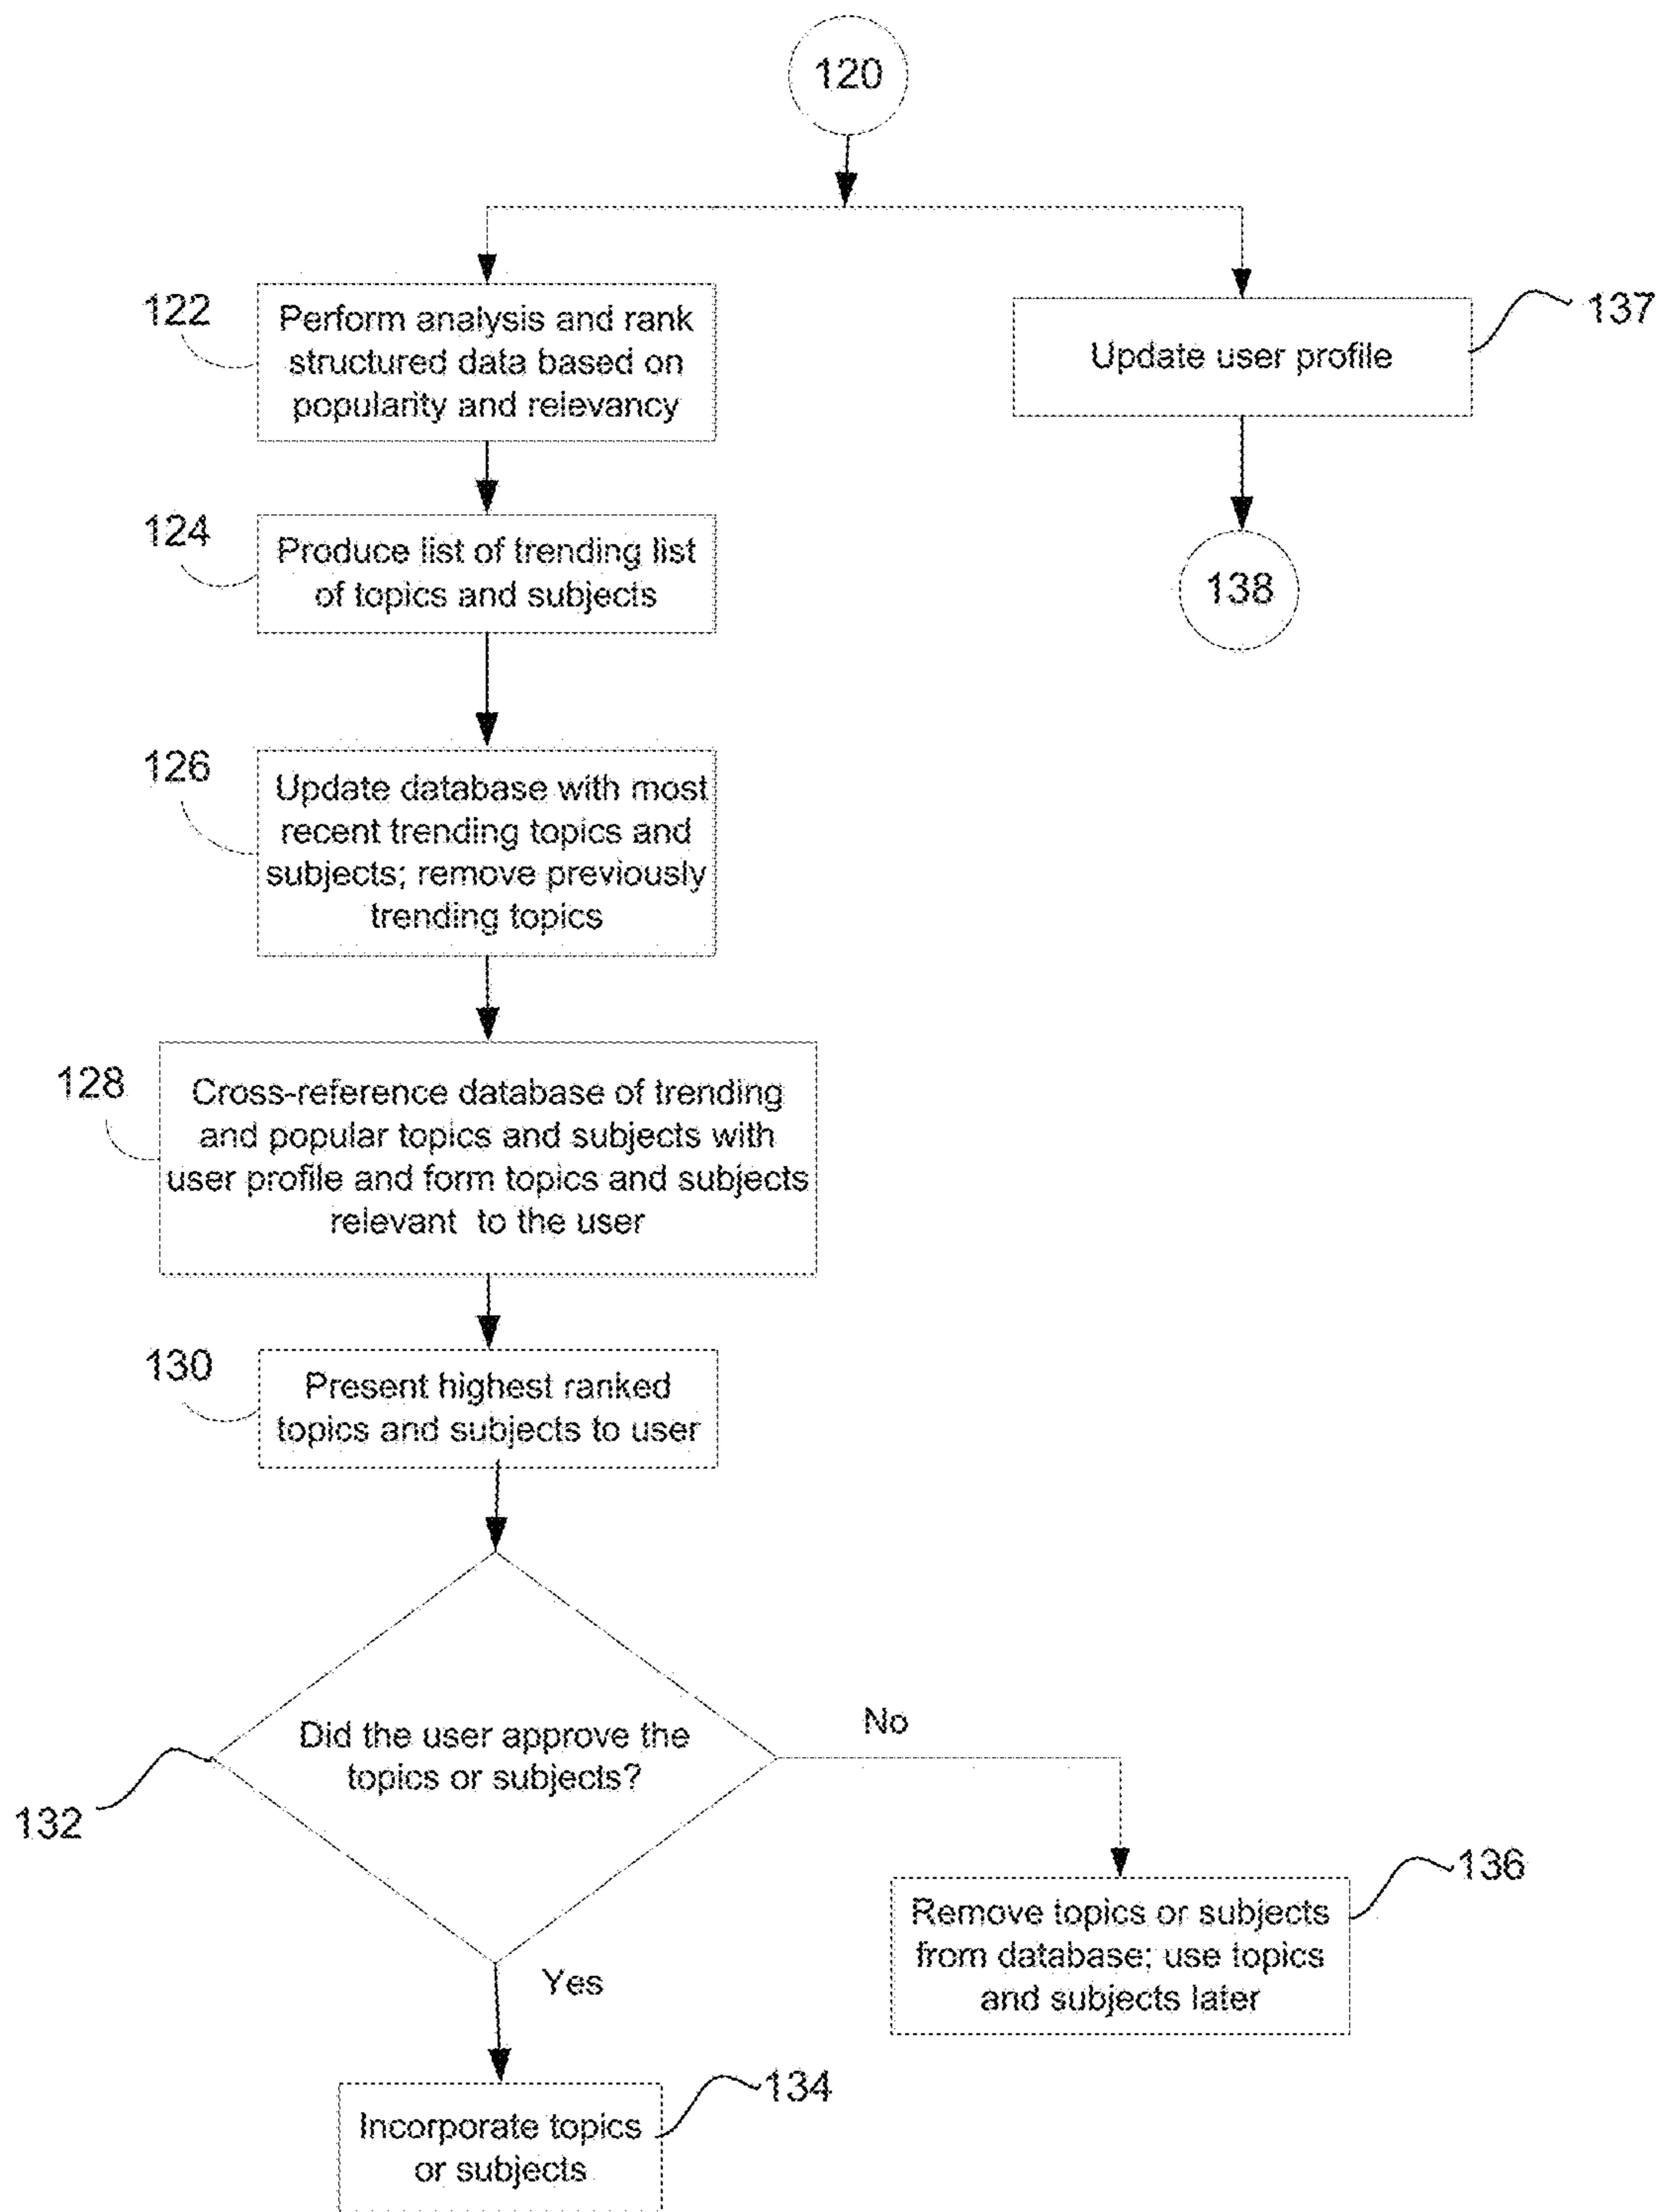 120
122
Perform analysis and rank
structured data based on
popularity and relevancy
137
Update user profile
124
Produce list of trending list
of topics and subjects
138
126
Update database with most
recent trending topics and
subjects; remove previously
trending topics
128
Cross-reference database of trending
and popular topics and subjects with
user profile and form topics and subjects
relevant to the user
130
Present highest ranked
topics and subjects to user
132
Did the user approve the
topics or subjects?
No
136
Remove topics or subjects
from database; use topics
and subjects later
Yes
134
Incorporate topics
or subjects